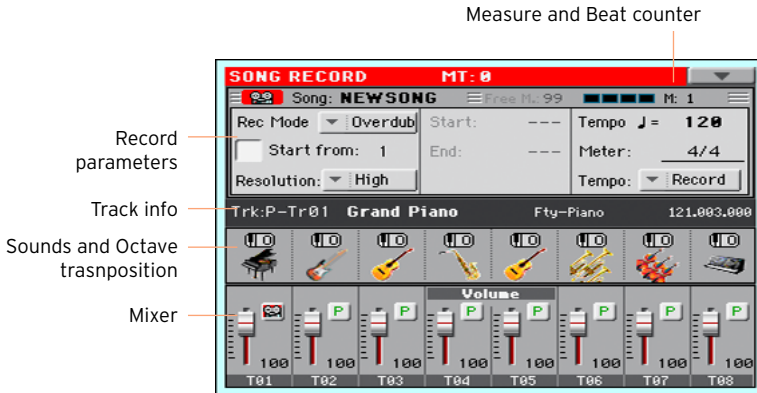 Measure and Beat counter
SONG RECORD MT: 0
Song: NEWSONG Free M.: 99 M: 1
Rec Mode Overdub Start: --- Tempo ♩= 120
Record
parameters
Start from: 1 End: --- Meter: 4/4
Resolution: High Tempo: Record
Track info
Trk:P-Tr01 Grand Piano Fty-Piano 121.003.000
Sounds and Octave
trasnposition
Volume
Mixer
P P P P P P P
100 100 100 100 100 100 100 100
T01 T02 T03 T04 T05 T06 T07 T08